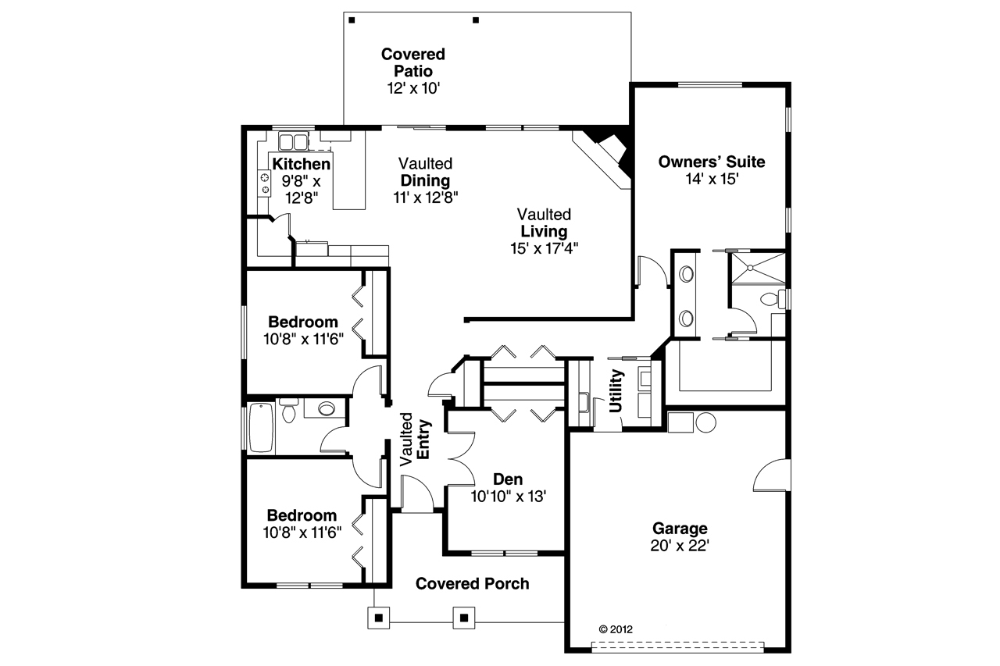 Covered
Patio
12' x 10'
Kitchen
9'8" x
12'8"
Vaulted
Dining
11' x 12'8"
Vaulted
Living
15' x 17'4"
Owners' Suite
14' x 15'
Bedroom
10'8" x 11'6"
Utility
Vaulted
Entry
Den
10'10" x 13'
Bedroom
10'8" x 11'6"
Garage
20' x 22'
Covered Porch
© 2012